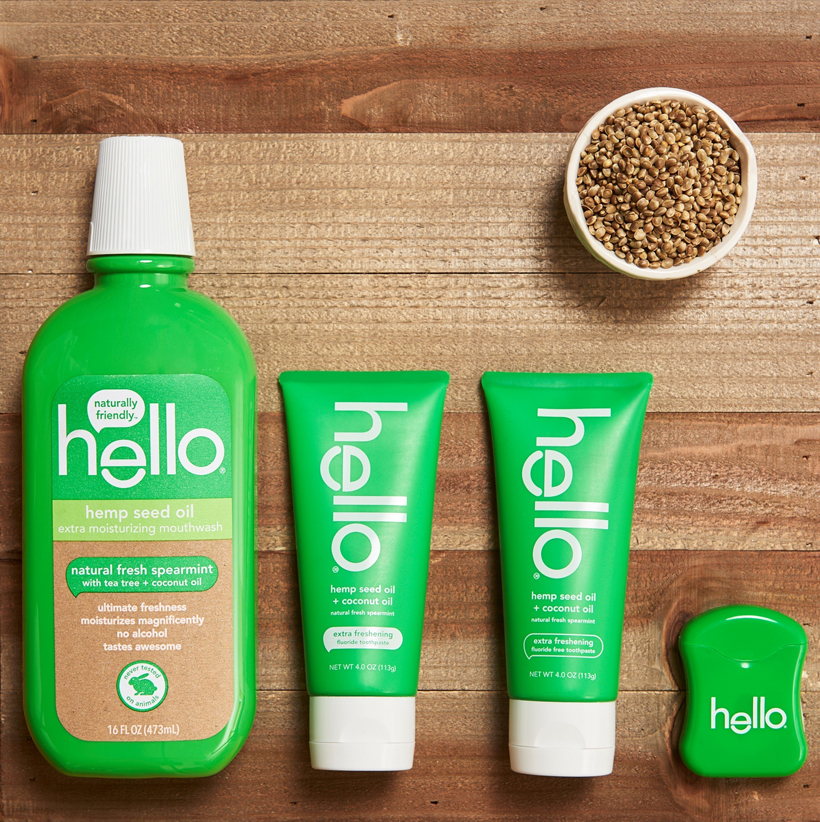 naturally
friendly™
hello®
hemp seed oil
extra moisturizing mouthwash
natural fresh spearmint
with tea tree + coconut oil
ultimate freshness
moisturizes magnificently
no alcohol
tastes awesome
never tested
on animals
16 FL OZ (473mL)
hello™
hemp seed oil
+ coconut oil
natural fresh spearmint
extra freshening
fluoride toothpaste
NET WT 4.0 OZ (113g)
hello™
hemp seed oil
+ coconut oil
natural fresh spearmint
extra freshening
fluoride free toothpaste
NET WT 4.0 OZ (113g)
hello®